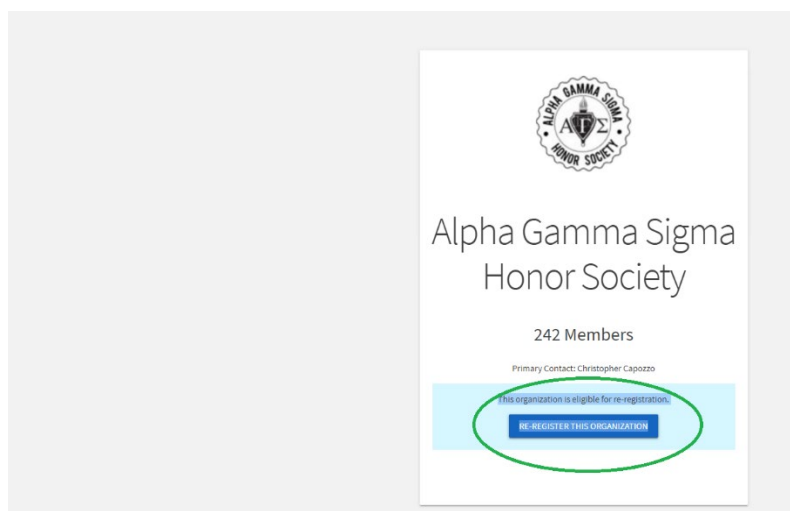 ALPHA GAMMA SIGMA
ΑΓΣ
HONOR SOCIETY
Alpha Gamma Sigma
Honor Society
242 Members
Primary Contact: Christopher Capozzo
This organization is eligible for re-registration.
RE-REGISTER THIS ORGANIZATION